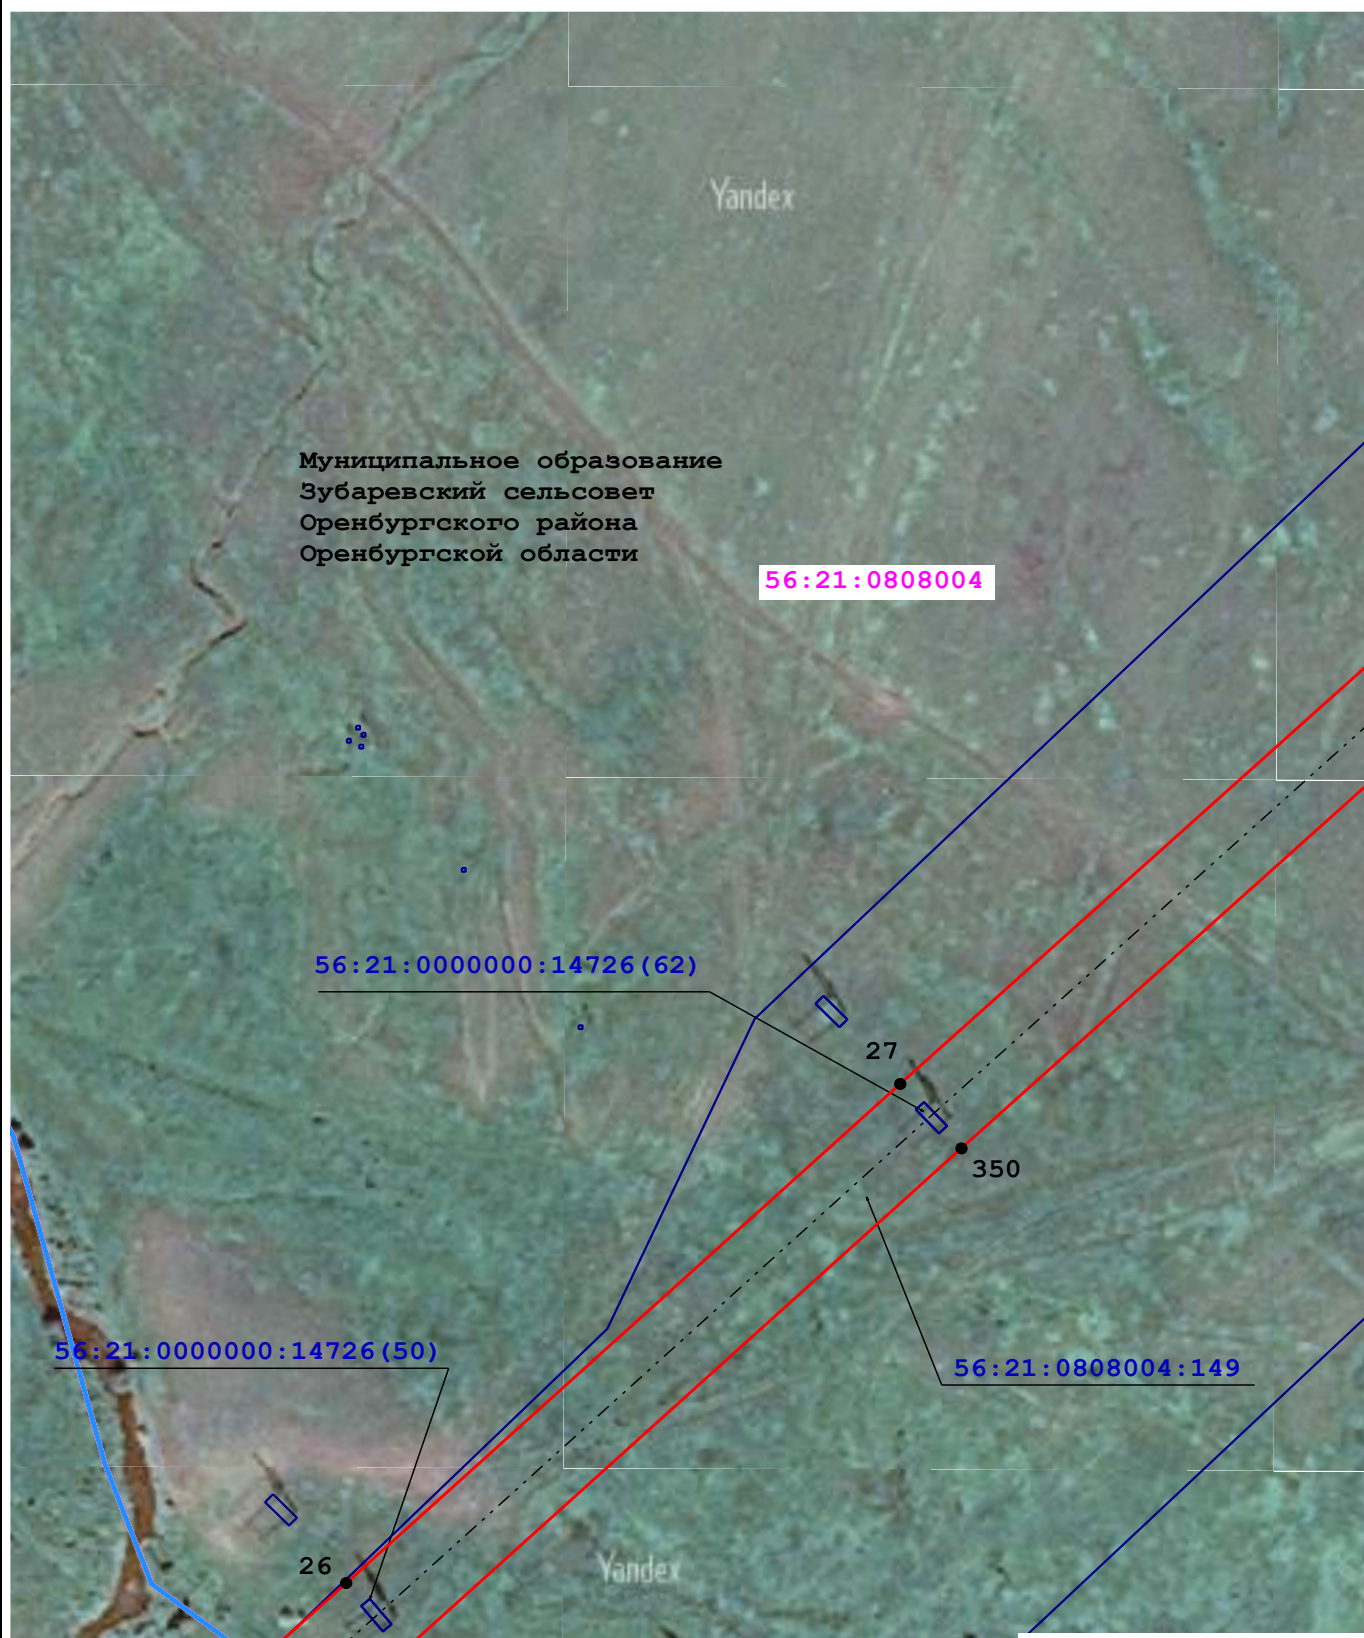 Yandex
Муниципальное образование
Зубаревский сельсовет
Оренбургского района
Оренбургской области
56:21:0808004
56:21:0000000:14726(62)
27
350
56:21:0000000:14726(50)
56:21:0808004:149
26
Yandex